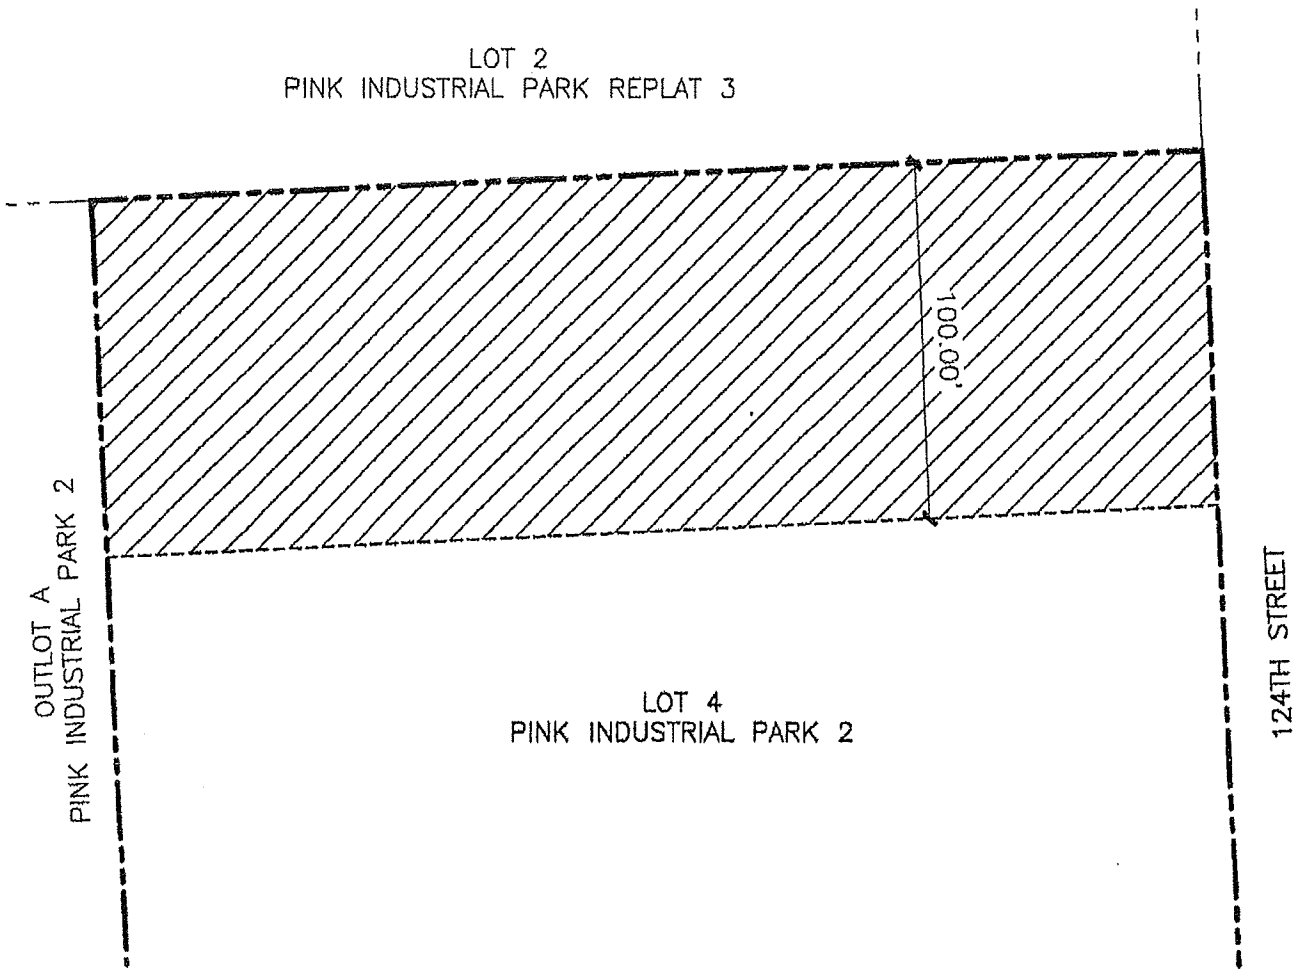 LOT 2
PINK INDUSTRIAL PARK REPLAT 3
100.00'
OUTLOT A
PINK INDUSTRIAL PARK 2
LOT 4
PINK INDUSTRIAL PARK 2
124TH STREET